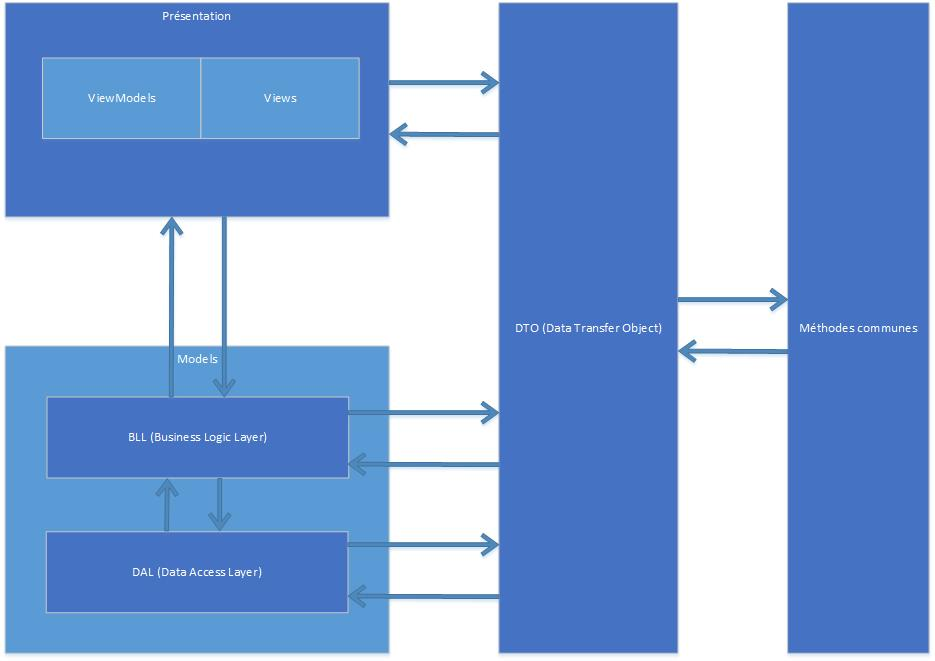 Présentation
ViewModels
Views
DTO (Data Transfer Object)
Méthodes communes
Models
BLL (Business Logic Layer)
DAL (Data Access Layer)